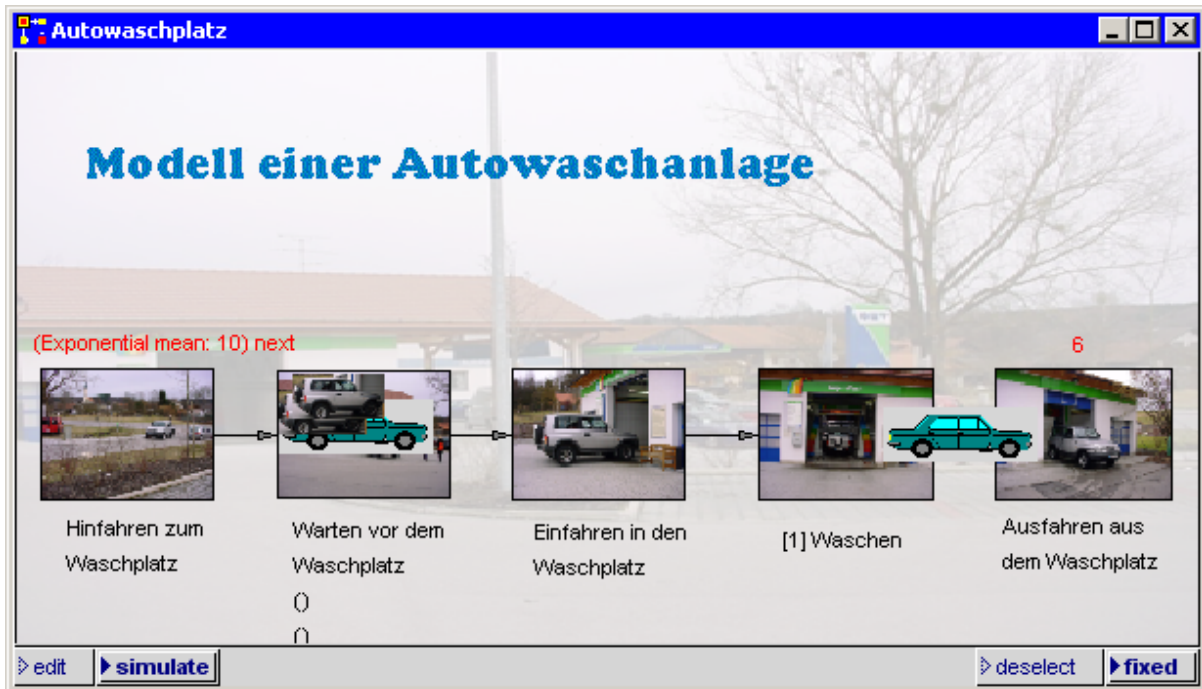 Autowaschplatz
Modell einer Autowaschanlage
(Exponential mean: 10) next
6
Hinfahren zum
Waschplatz
Warten vor dem
Waschplatz
()
()
Einfahren in den
Waschplatz
[1] Waschen
Ausfahren aus
dem Waschplatz
edit
simulate
deselect
fixed